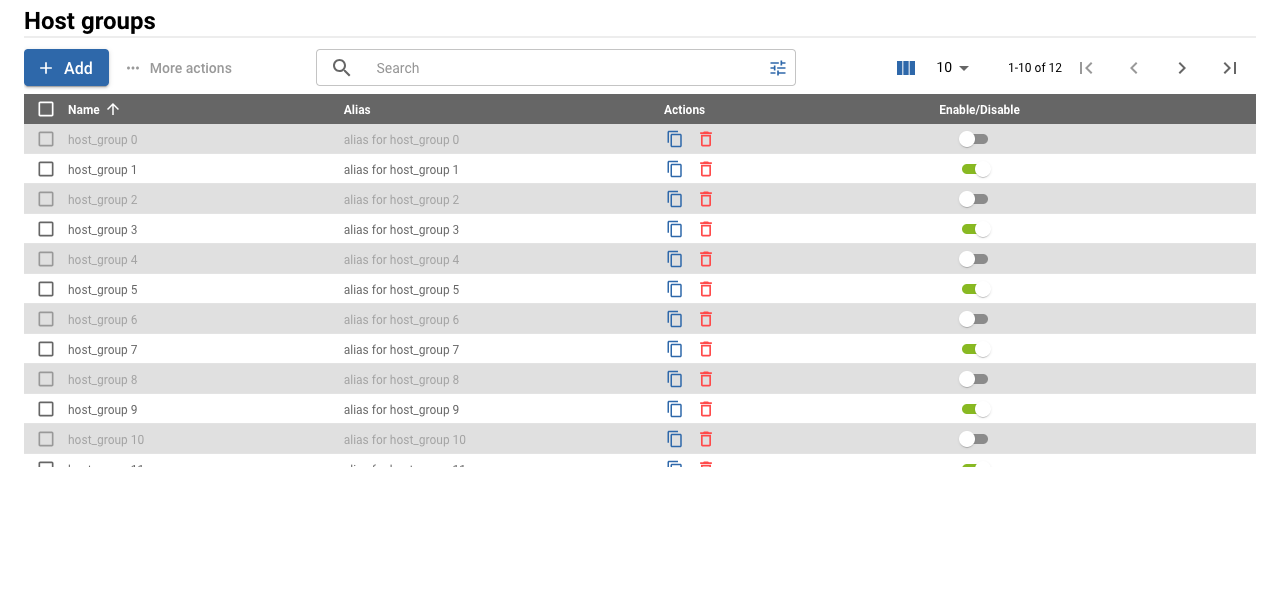 Host groups
Add
More actions
Search
10
1-10 of 12
Name Alias Actions Enable/Disable
host_group 0 alias for host_group 0
host_group 1 alias for host_group 1
host_group 2 alias for host_group 2
host_group 3 alias for host_group 3
host_group 4 alias for host_group 4
host_group 5 alias for host_group 5
host_group 6 alias for host_group 6
host_group 7 alias for host_group 7
host_group 8 alias for host_group 8
host_group 9 alias for host_group 9
host_group 10 alias for host_group 10